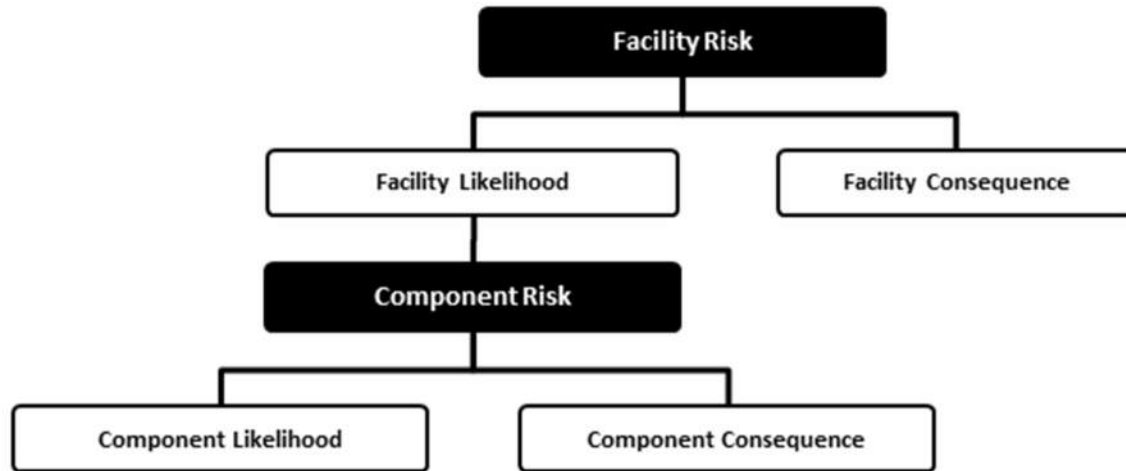 Facility Risk
Facility Likelihood
Facility Consequence
Component Risk
Component Likelihood
Component Consequence